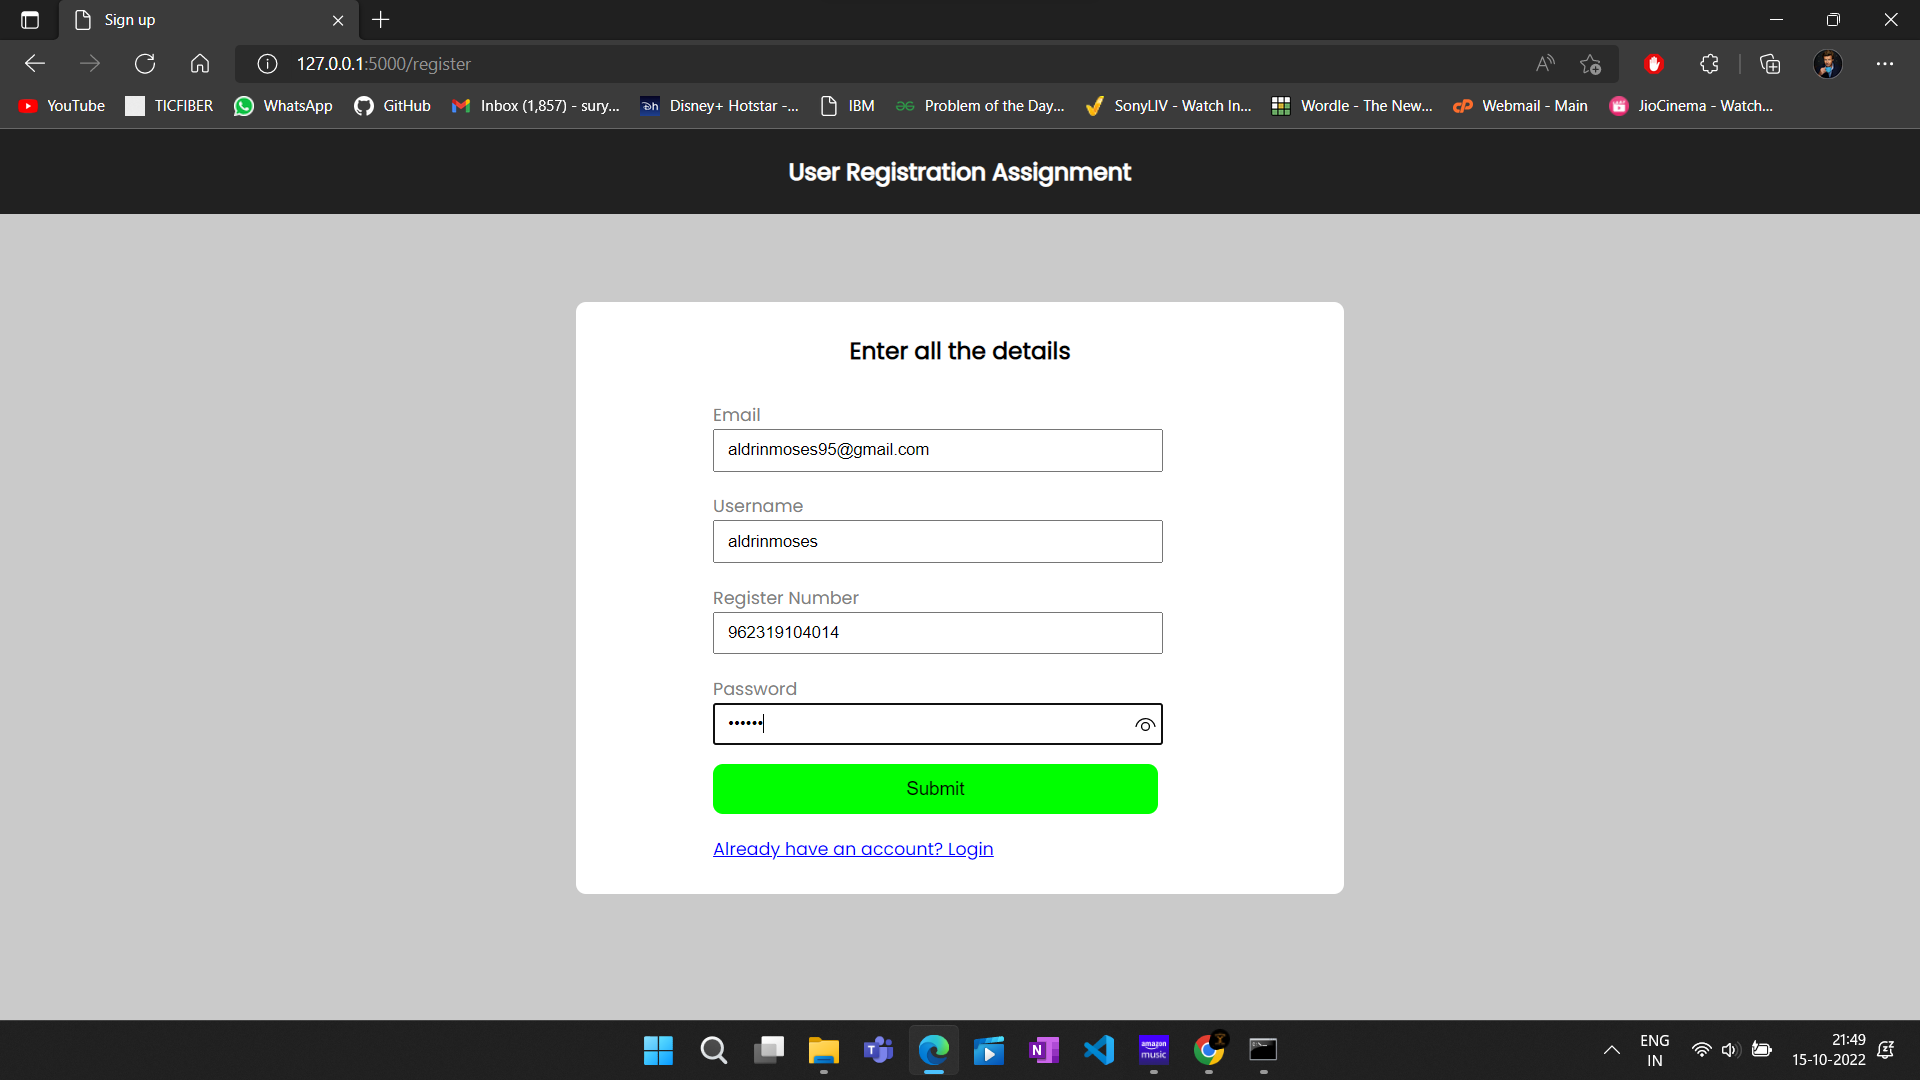 Sign up
127.0.0.1:5000/register
YouTube TICFIBER WhatsApp GitHub Inbox (1,857) - sury... Disney+ Hotstar -... IBM Problem of the Day... SonyLIV - Watch In... Wordle - The New... Webmail - Main JioCinema - Watch...
User Registration Assignment
Enter all the details
Email
aldrinmoses95@gmail.com
Username
aldrinmoses
Register Number
962319104014
Password
••••••
Submit
Already have an account? Login
ENG
IN
21:49
15-10-2022
amazon
music